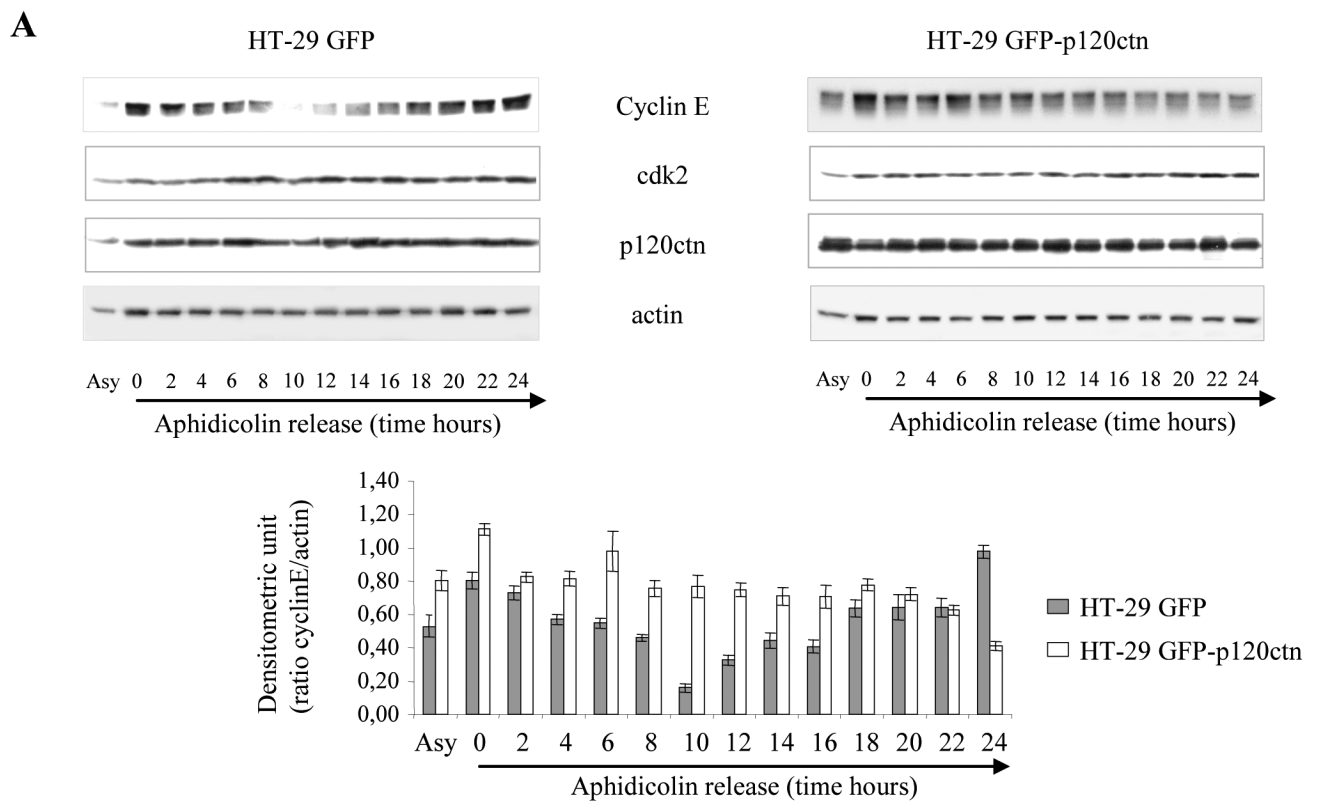 A
HT-29 GFP
HT-29 GFP-p120ctn
Cyclin E
cdk2
p120ctn
actin
Asy 0 2 4 6 8 10 12 14 16 18 20 22 24
Aphidicolin release (time hours)
Asy 0 2 4 6 8 10 12 14 16 18 20 22 24
Aphidicolin release (time hours)
Densitometric unit
(ratio cyclinE/actin)
1,40
1,20
1,00
0,80
0,60
0,40
0,20
0,00
HT-29 GFP
HT-29 GFP-p120ctn
Asy 0 2 4 6 8 10 12 14 16 18 20 22 24
Aphidicolin release (time hours)